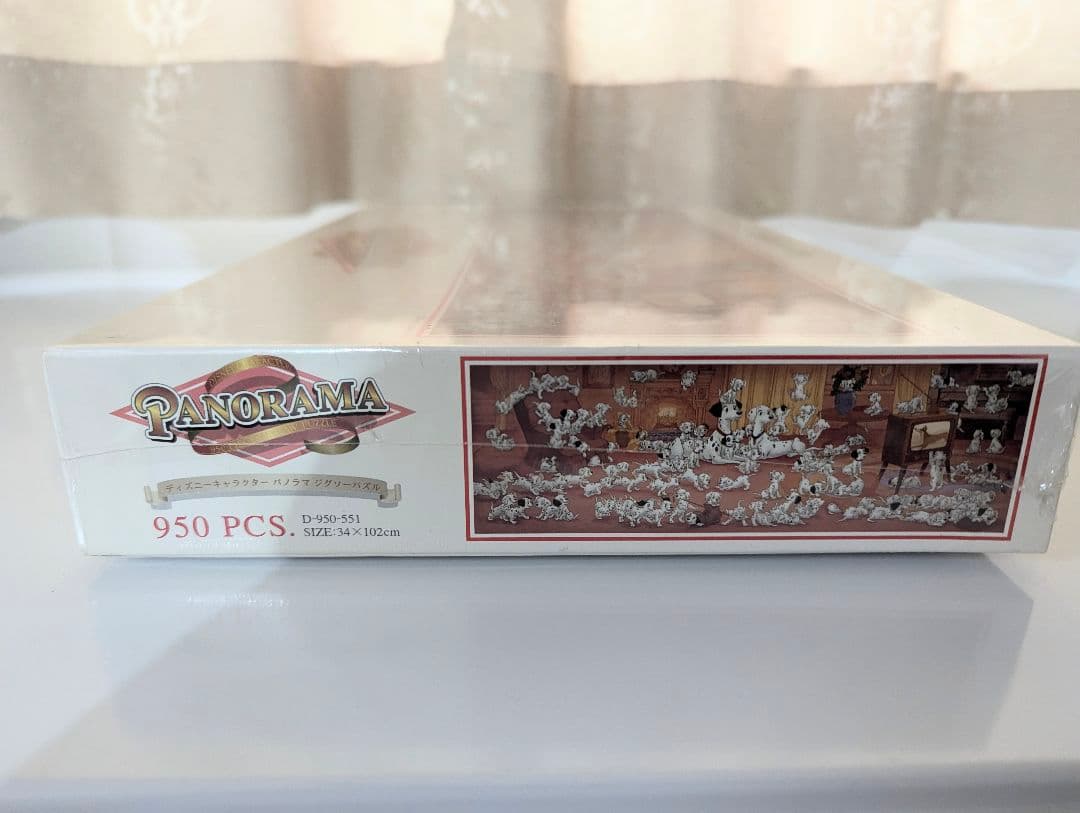 PANORAMA
ディズニーキャラクター パノラマ ジグソーパズル
950 PCS.
D-950-551
SIZE:34×102cm